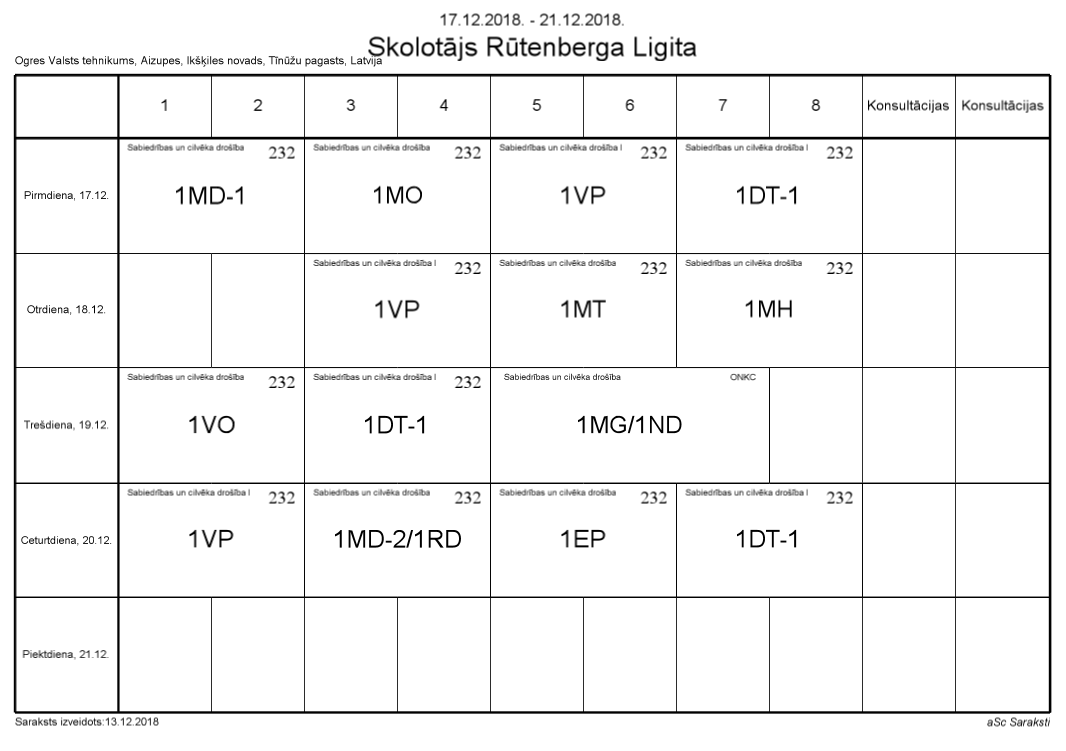 17.12.2018. - 21.12.2018.
Skolotājs Rūtenberga Ligita
Ogres Valsts tehnikums, Aizupes, Ikšķiles novads, Tīnūžu pagasts, Latvija
1 2 3 4 5 6 7 8 Konsultācijas Konsultācijas
Sabiedrības un cilvēka drošība 232 Sabiedrības un cilvēka drošība 232 Sabiedrības un cilvēka drošība I 232 Sabiedrības un cilvēka drošība I 232
Pirmdiena, 17.12. 1MD-1 1MO 1VP 1DT-1
Sabiedrības un cilvēka drošība I 232 Sabiedrības un cilvēka drošība 232 Sabiedrības un cilvēka drošība 232
Otrdiena, 18.12. 1VP 1MT 1MH
Sabiedrības un cilvēka drošība 232 Sabiedrības un cilvēka drošība I 232 Sabiedrības un cilvēka drošība ONKC
Trešdiena, 19.12. 1VO 1DT-1 1MG/1ND
Sabiedrības un cilvēka drošība I 232 Sabiedrības un cilvēka drošība 232 Sabiedrības un cilvēka drošība 232 Sabiedrības un cilvēka drošība I 232
Ceturtdiena, 20.12. 1VP 1MD-2/1RD 1EP 1DT-1
Piektdiena, 21.12.
Saraksts izveidots:13.12.2018 aSc Saraksti